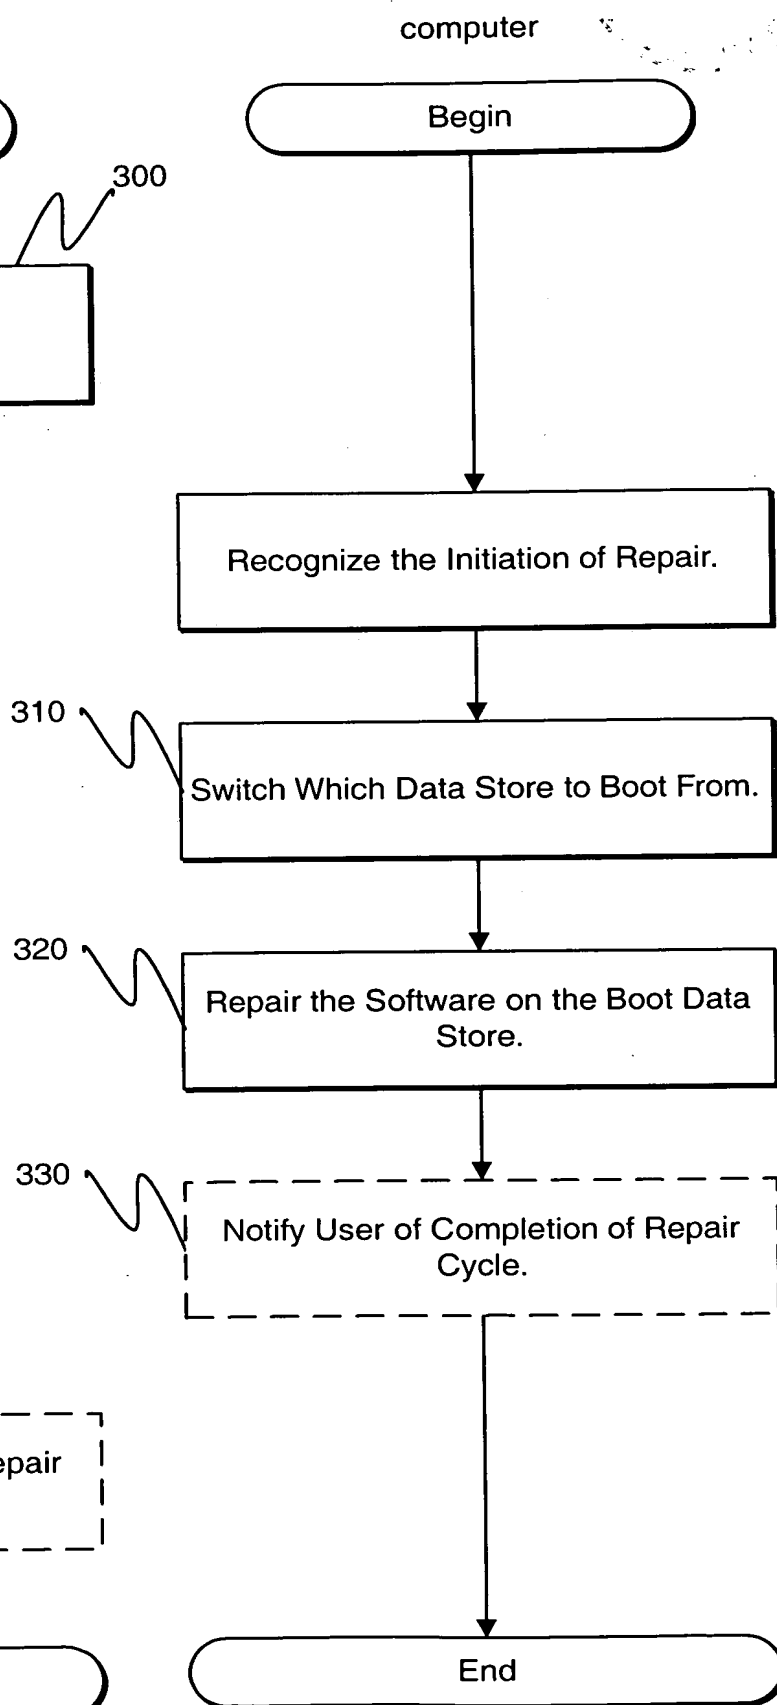 computer
Begin
300
Recognize the Initiation of Repair.
310
Switch Which Data Store to Boot From.
320
Repair the Software on the Boot Data
Store.
330
Notify User of Completion of Repair
Cycle.
epair
End